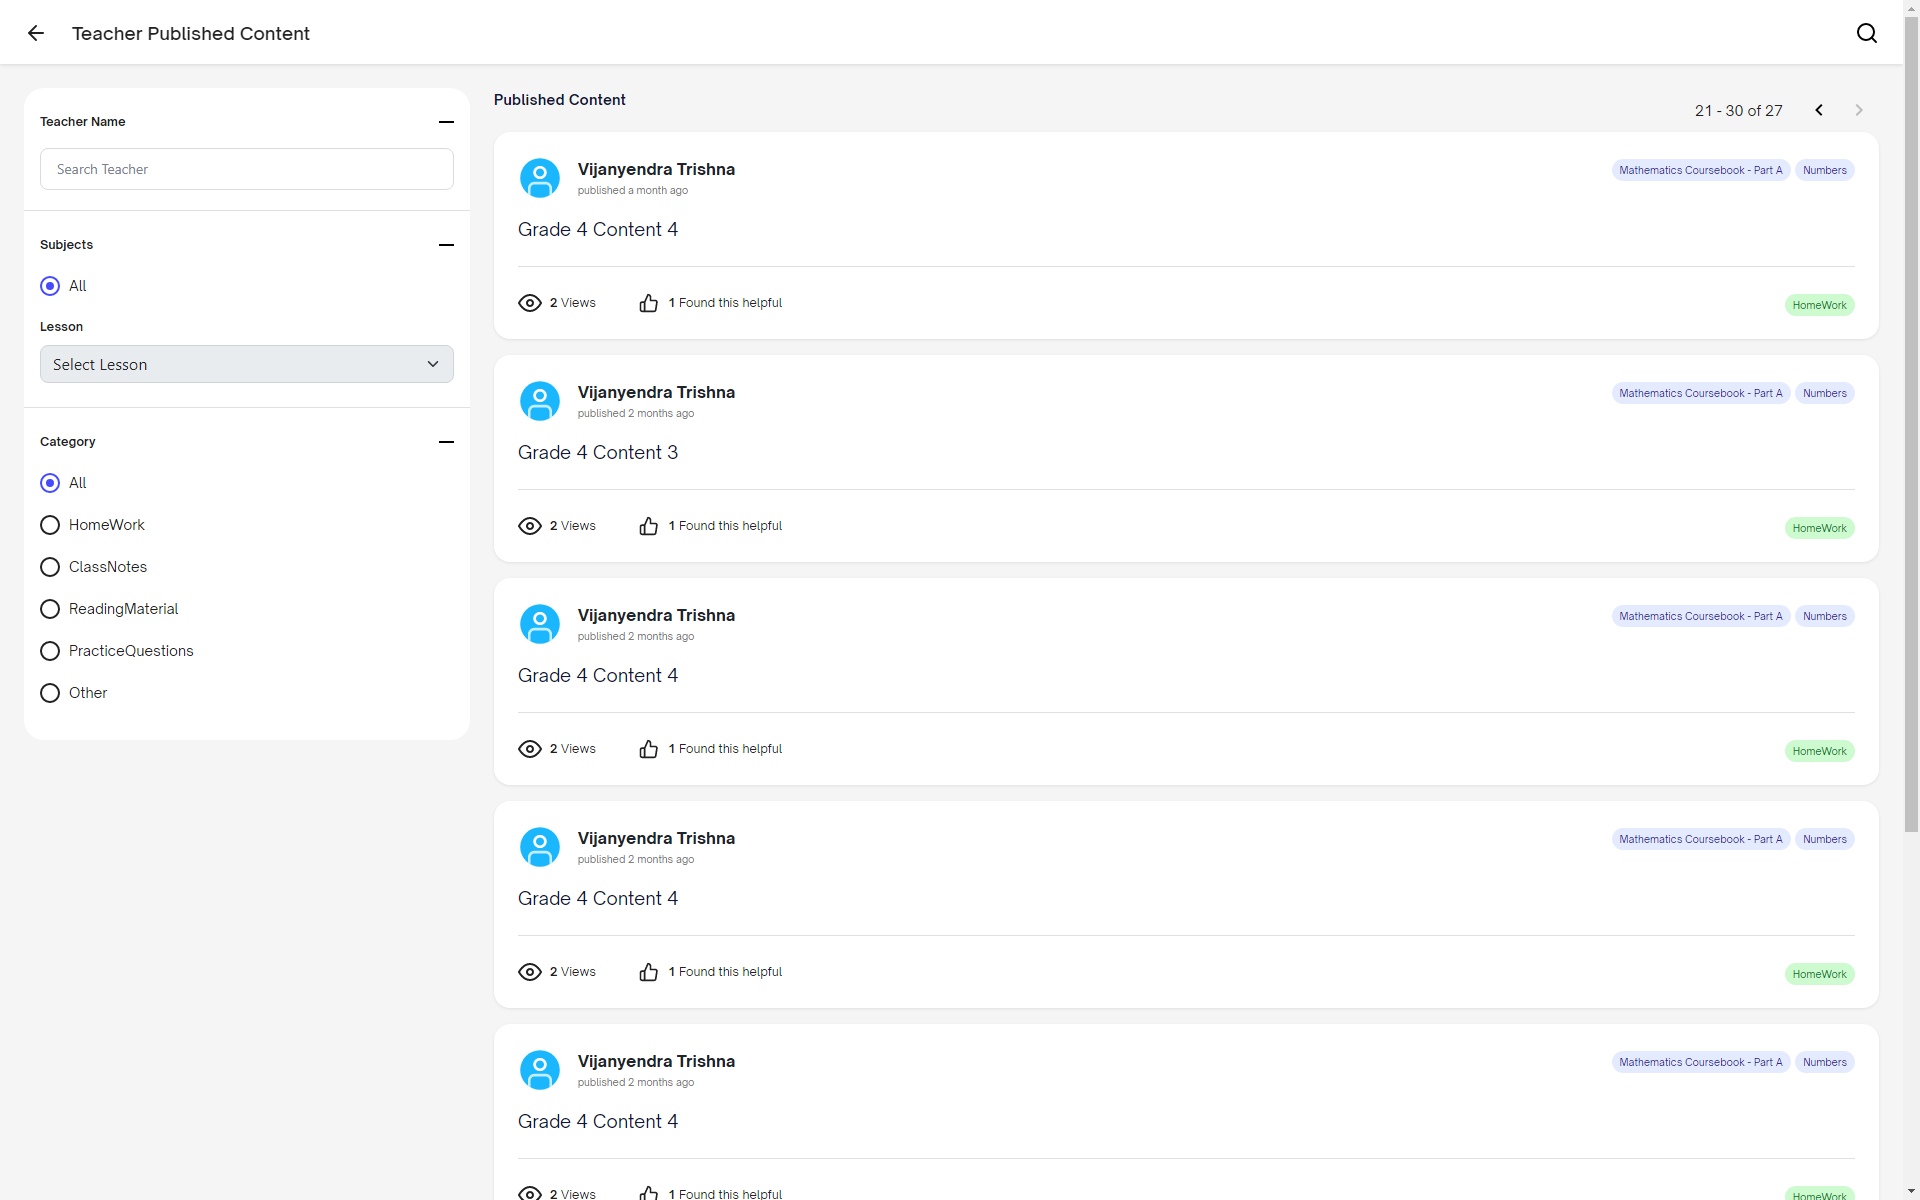 Teacher Published Content
Teacher Name
Search Teacher
Subjects
All
Lesson
Select Lesson
Category
All
HomeWork
ClassNotes
ReadingMaterial
PracticeQuestions
Other
Published Content
21 - 30 of 27
Vijanyendra Trishna
published a month ago
Mathematics Coursebook - Part A
Numbers
Grade 4 Content 4
2 Views
1 Found this helpful
HomeWork
Vijanyendra Trishna
published 2 months ago
Mathematics Coursebook - Part A
Numbers
Grade 4 Content 3
2 Views
1 Found this helpful
HomeWork
Vijanyendra Trishna
published 2 months ago
Mathematics Coursebook - Part A
Numbers
Grade 4 Content 4
2 Views
1 Found this helpful
HomeWork
Vijanyendra Trishna
published 2 months ago
Mathematics Coursebook - Part A
Numbers
Grade 4 Content 4
2 Views
1 Found this helpful
HomeWork
Vijanyendra Trishna
published 2 months ago
Mathematics Coursebook - Part A
Numbers
Grade 4 Content 4
2 Views
1 Found this helpful
HomeWork